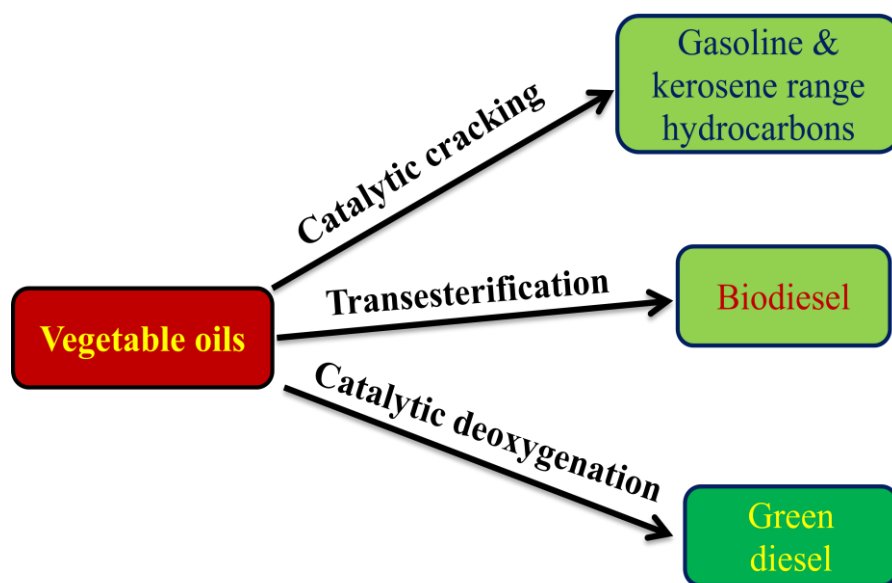 Gasoline &
kerosene range
hydrocarbons
Catalytic cracking
Transesterification
Biodiesel
Vegetable oils
Catalytic deoxygenation
Green
diesel